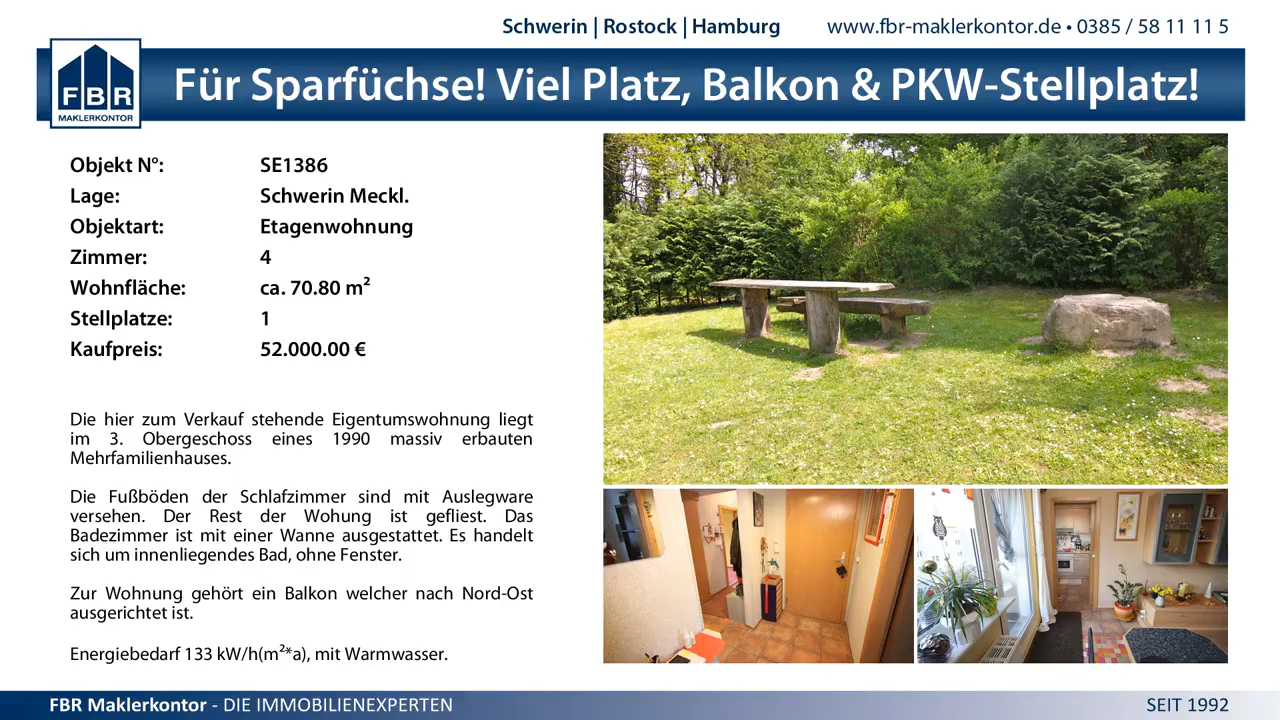 Schwerin | Rostock | Hamburg
www.fbr-maklerkontor.de • 0385 / 58 11 11 5
FBR
MAKLERKONTOR
Für Sparfüchse! Viel Platz, Balkon & PKW-Stellplatz!
Objekt N°: SE1386
Lage: Schwerin Meckl.
Objektart: Etagenwohnung
Zimmer: 4
Wohnfläche: ca. 70.80 m²
Stellplatze: 1
Kaufpreis: 52.000.00 €
Die hier zum Verkauf stehende Eigentumswohnung liegt
im 3. Obergeschoss eines 1990 massiv erbauten
Mehrfamilienhauses.
Die Fußböden der Schlafzimmer sind mit Auslegware
versehen. Der Rest der Wohung ist gefliest. Das
Badezimmer ist mit einer Wanne ausgestattet. Es handelt
sich um innenliegendes Bad, ohne Fenster.
Zur Wohnung gehört ein Balkon welcher nach Nord-Ost
ausgerichtet ist.
Energiebedarf 133 kW/h(m²*a), mit Warmwasser.
FBR Maklerkontor - DIE IMMOBILIENEXPERTEN
SEIT 1992